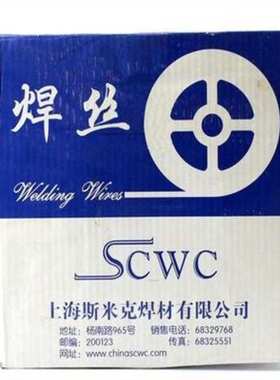 焊丝
Welding Wires
SCWC
上海斯米克焊材有限公司
地址：杨南路965号 销售电话：68329768
邮编：200123 传真：68325551
网址：www.chinascwc.com